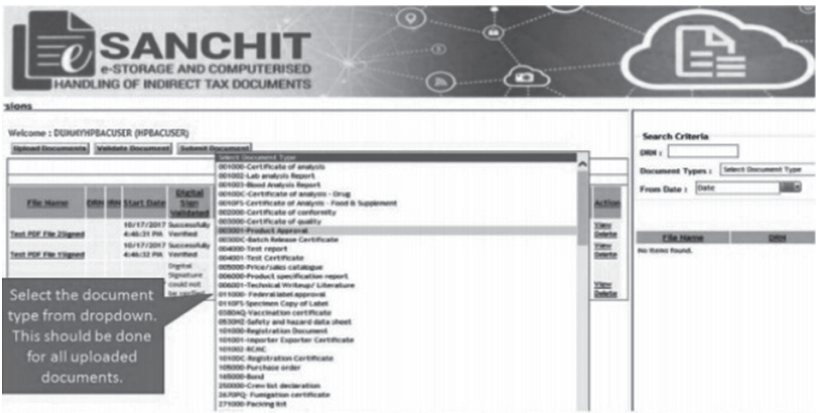 e SANCHIT
e-STORAGE AND COMPUTERISED
HANDLING OF INDIRECT TAX DOCUMENTS
sions
Welcome : DUMMYHPBACUSER (HPBACUSER)
Upload Documents Validate Document Submit Document
File Name DRN IRN Start Date Digital Sign Validated
Test PDF File 2Signed 10/17/2017 4:46:31 PM Successfully Verified
Test PDF File 1Signed 10/17/2017 4:46:32 PM Successfully Verified
Digital
Signature
could not
be verified
Select Document Type
001000-Certificate of analysis
001002-Lab analysis Report
001003-Blood Analysis Report
00100C-Certificate of analysis - Drug
0010FS-Certificate of Analysis - Food & Supplement
002000-Certificate of conformity
003000-Certificate of quality
003001-Product Approval
00300C-Batch Release Certificate
004000-Test report
004001-Test Certificate
005000-Price/sales catalogue
006000-Product specification report.
006001-Technical Writeup/ Literature
011000- Federal label approval
0110FS-Specimen Copy of Label
0380AQ-Vaccination certificate
0530HZ-Safety and hazard data sheet
101000-Registration Document
101001-Importer Exporter Certificate
101002-RCMC
10100C-Registration Certificate
105000-Purchase order
165000-Bond
250000-Crew list declaration
2670PQ- Fumigation certificate
271000-Packing list
Action
View
Delete
View
Delete
View
Delete
Search Criteria
DRN :
Document Types : Select Document Type
From Date : Date
File Name DRN
No items found.
Select the document
type from dropdown.
This should be done
for all uploaded
documents.